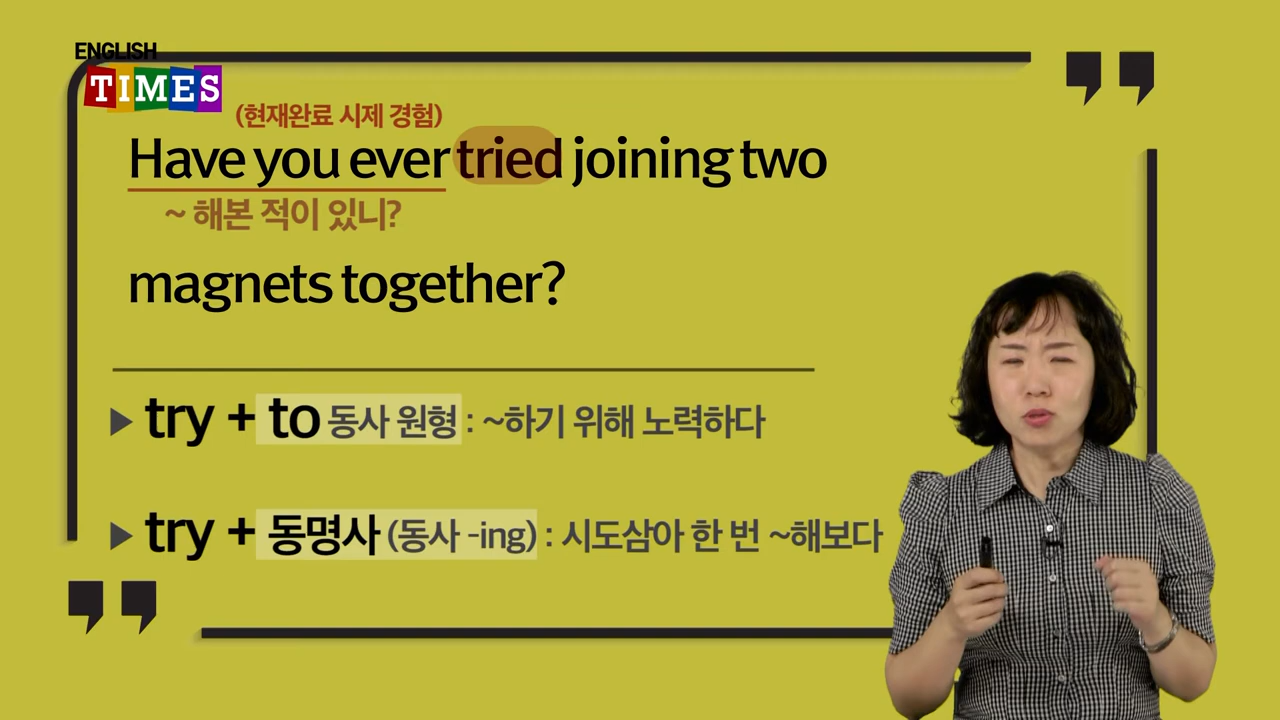 ENGLISH
TIMES
(현재완료 시제 경험)
Have you ever tried joining two
~ 해본 적이 있니?
magnets together?
▶ try + to 동사 원형 : ~하기 위해 노력하다
▶ try + 동명사 (동사 -ing) : 시도삼아 한 번 ~해보다